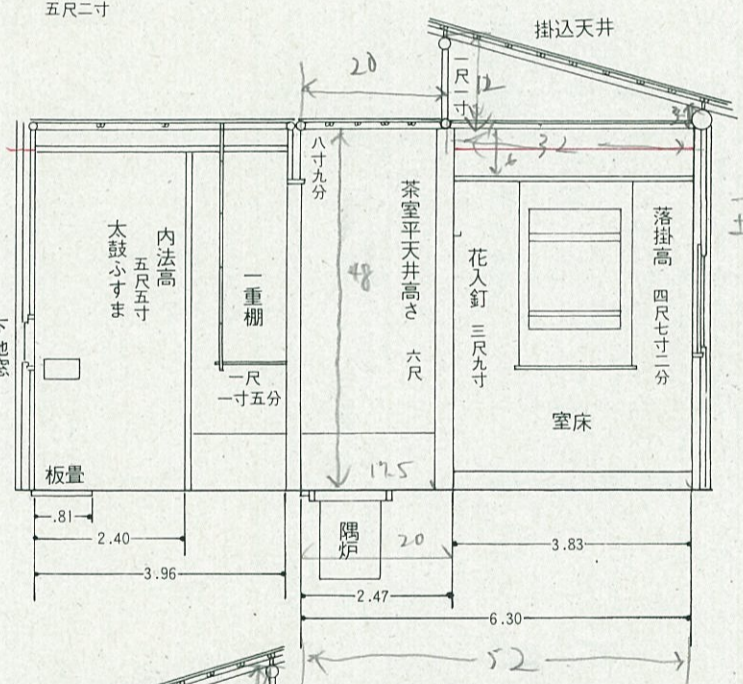 五尺二寸
掛込天井
20
一尺一寸
12
八寸九分
32
茶室平天井高さ 六尺
48
内法高
五尺五寸
太鼓ふすま
一重棚
一尺
一寸五分
花入釘 三尺九寸
落掛高 四尺七寸二分
室床
板畳
17.5
隅炉
20
.81
2.40
3.96
2.47
3.83
6.30
52